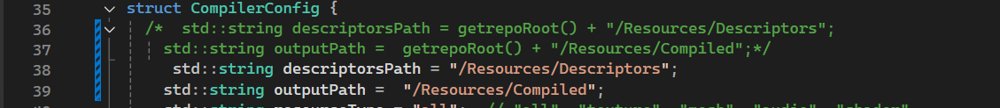 35 struct CompilerConfig {
36 /*  std::string descriptorsPath = getrepoRoot() + "/Resources/Descriptors";
37 std::string outputPath =  getrepoRoot() + "/Resources/Compiled";*/
38 std::string descriptorsPath = "/Resources/Descriptors";
39 std::string outputPath =  "/Resources/Compiled";